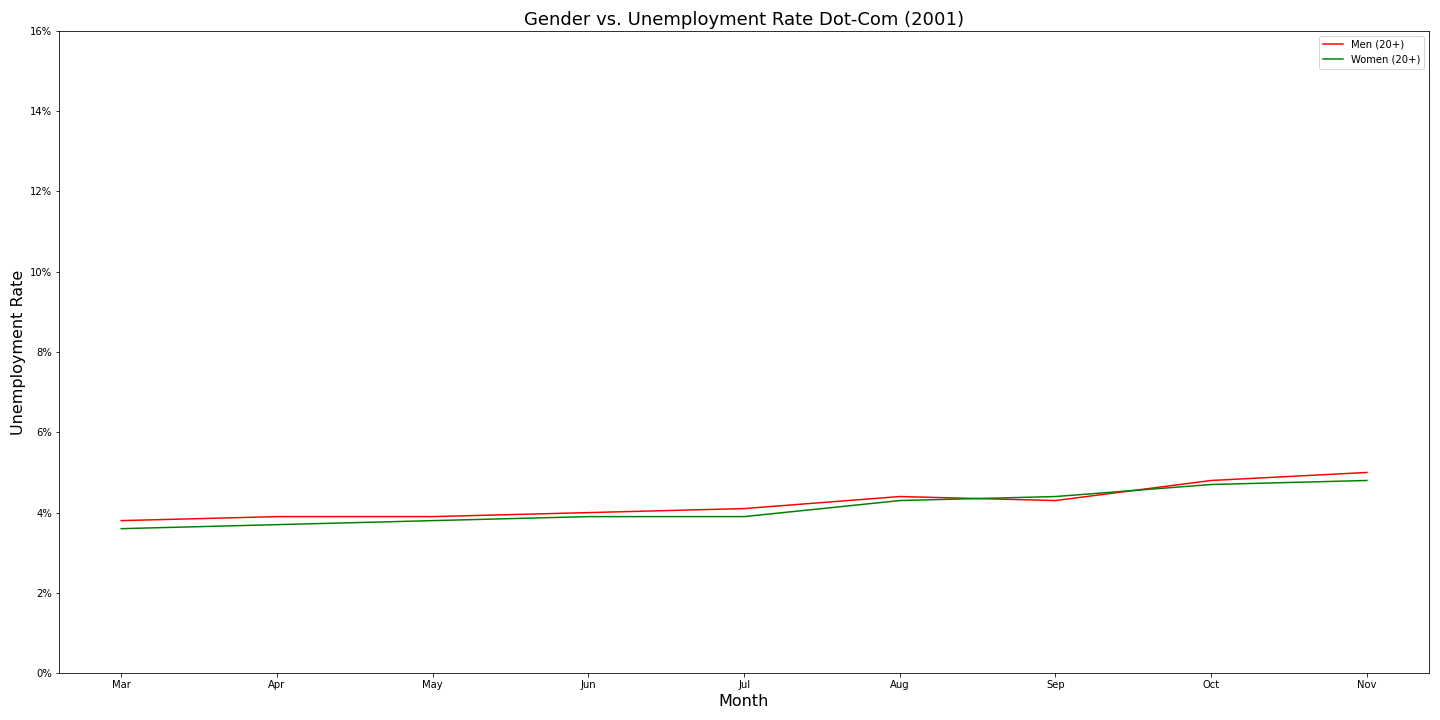 Gender vs. Unemployment Rate Dot-Com (2001)
Men (20+)
Women (20+)
Unemployment Rate
16%
14%
12%
10%
8%
6%
4%
2%
0%
Mar Apr May Jun Jul Aug Sep Oct Nov
Month